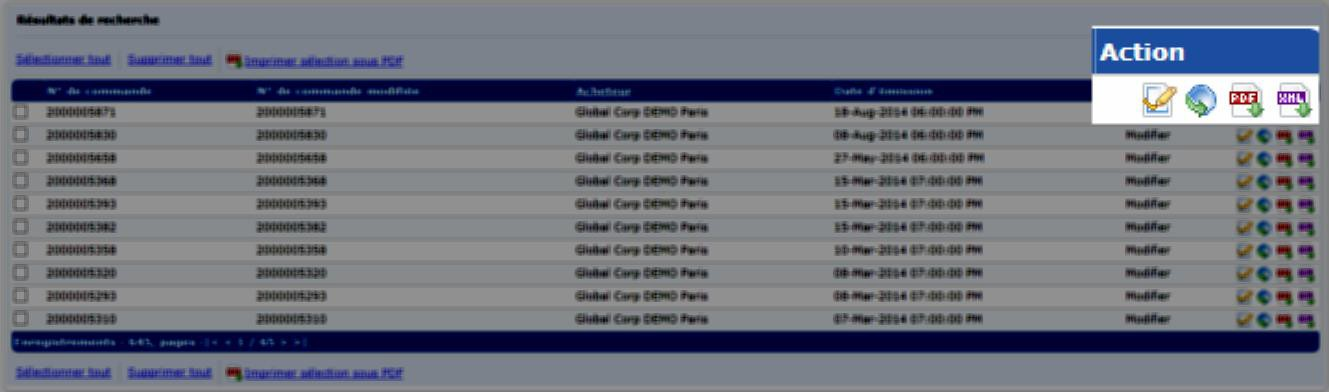 Résultats de recherche
Sélectionner tout Supprimer tout Imprimer sélection sous PDF
Action
N° de commande N° de commande modifiée Acheteur Date d'émission
PDF XML
2000005871 2000005871 Global Corp DEMO Paris 18-Aug-2014 06:00:00 PM
2000005830 2000005830 Global Corp DEMO Paris 08-Aug-2014 06:00:00 PM Modifier
2000005658 2000005658 Global Corp DEMO Paris 27-May-2014 06:00:00 PM Modifier
2000005368 2000005368 Global Corp DEMO Paris 15-Mar-2014 07:00:00 PM Modifier
2000005393 2000005393 Global Corp DEMO Paris 15-Mar-2014 07:00:00 PM Modifier
2000005382 2000005382 Global Corp DEMO Paris 15-Mar-2014 07:00:00 PM Modifier
2000005358 2000005358 Global Corp DEMO Paris 10-Mar-2014 07:00:00 PM Modifier
2000005320 2000005320 Global Corp DEMO Paris 08-Mar-2014 07:00:00 PM Modifier
2000005293 2000005293 Global Corp DEMO Paris 08-Mar-2014 07:00:00 PM Modifier
2000005310 2000005310 Global Corp DEMO Paris 07-Mar-2014 07:00:00 PM Modifier
Sélectionner tout Supprimer tout Imprimer sélection sous PDF